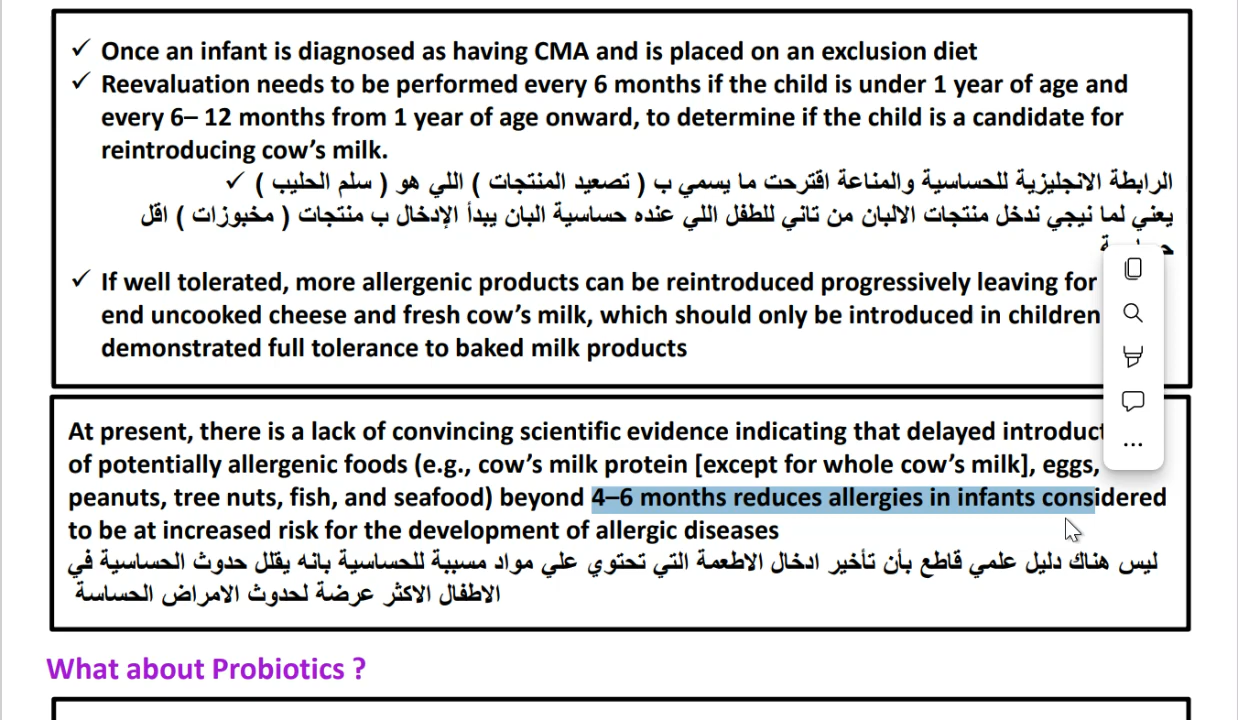 ✓ Once an infant is diagnosed as having CMA and is placed on an exclusion diet
✓ Reevaluation needs to be performed every 6 months if the child is under 1 year of age and
every 6– 12 months from 1 year of age onward, to determine if the child is a candidate for
reintroducing cow's milk.
✓ الرابطة الانجليزية للحساسية والمناعة اقترحت ما يسمي ب ( تصعيد المنتجات ) اللي هو ( سلم الحليب )
يعني لما نيجي ندخل منتجات الالبان من تاني للطفل اللي عنده حساسية البان يبدأ الإدخال ب منتجات ( مخبوزات ) اقل
✓ If well tolerated, more allergenic products can be reintroduced progressively leaving for
end uncooked cheese and fresh cow's milk, which should only be introduced in children
demonstrated full tolerance to baked milk products
At present, there is a lack of convincing scientific evidence indicating that delayed
of potentially allergenic foods (e.g., cow's milk protein [except for whole cow's milk], eggs,
peanuts, tree nuts, fish, and seafood) beyond 4–6 months reduces allergies in infants considered
to be at increased risk for the development of allergic diseases
ليس هناك دليل علمي قاطع بأن تأخير ادخال الاطعمة التي تحتوي علي مواد مسببة للحساسية بانه يقلل حدوث الحساسية في
الاطفال الاكثر عرضة لحدوث الامراض الحساسة
What about Probiotics ?